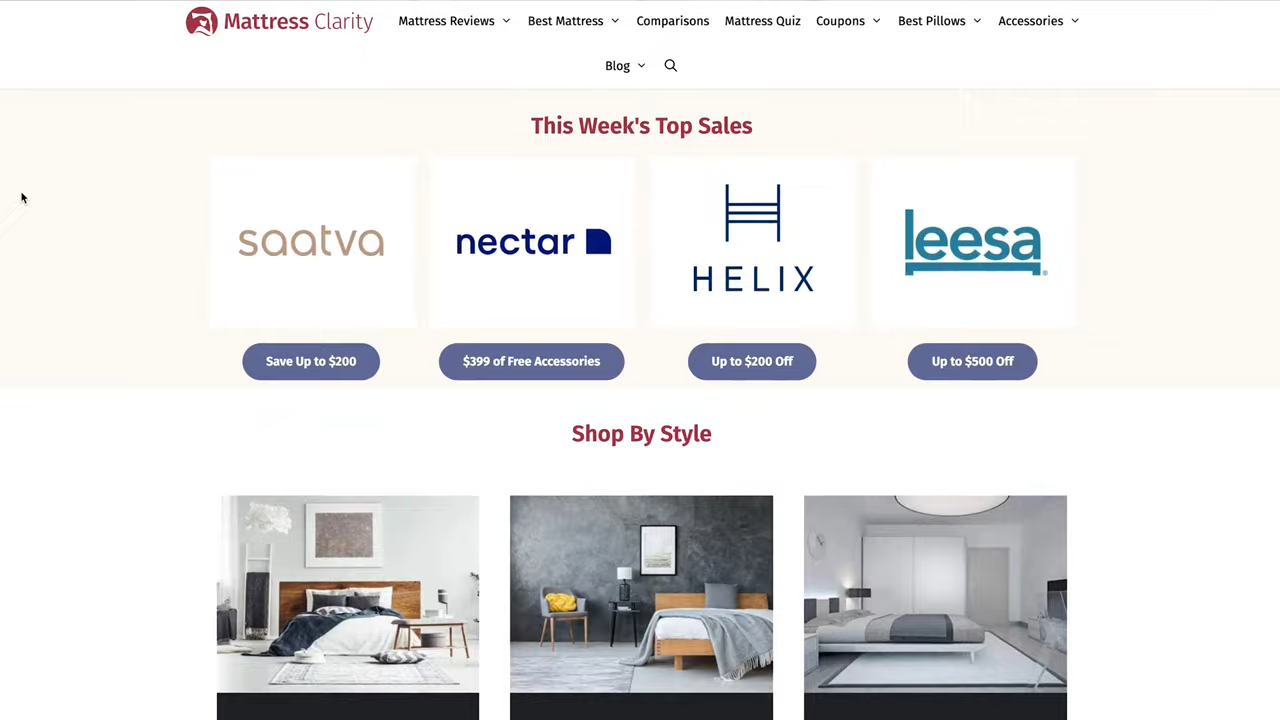 Mattress Clarity
Mattress Reviews
Best Mattress
Comparisons
Mattress Quiz
Coupons
Best Pillows
Accessories
Blog
This Week's Top Sales
saatva
nectar
HELIX
leesa®
Save Up to $200
$399 of Free Accessories
Up to $200 Off
Up to $500 Off
Shop By Style